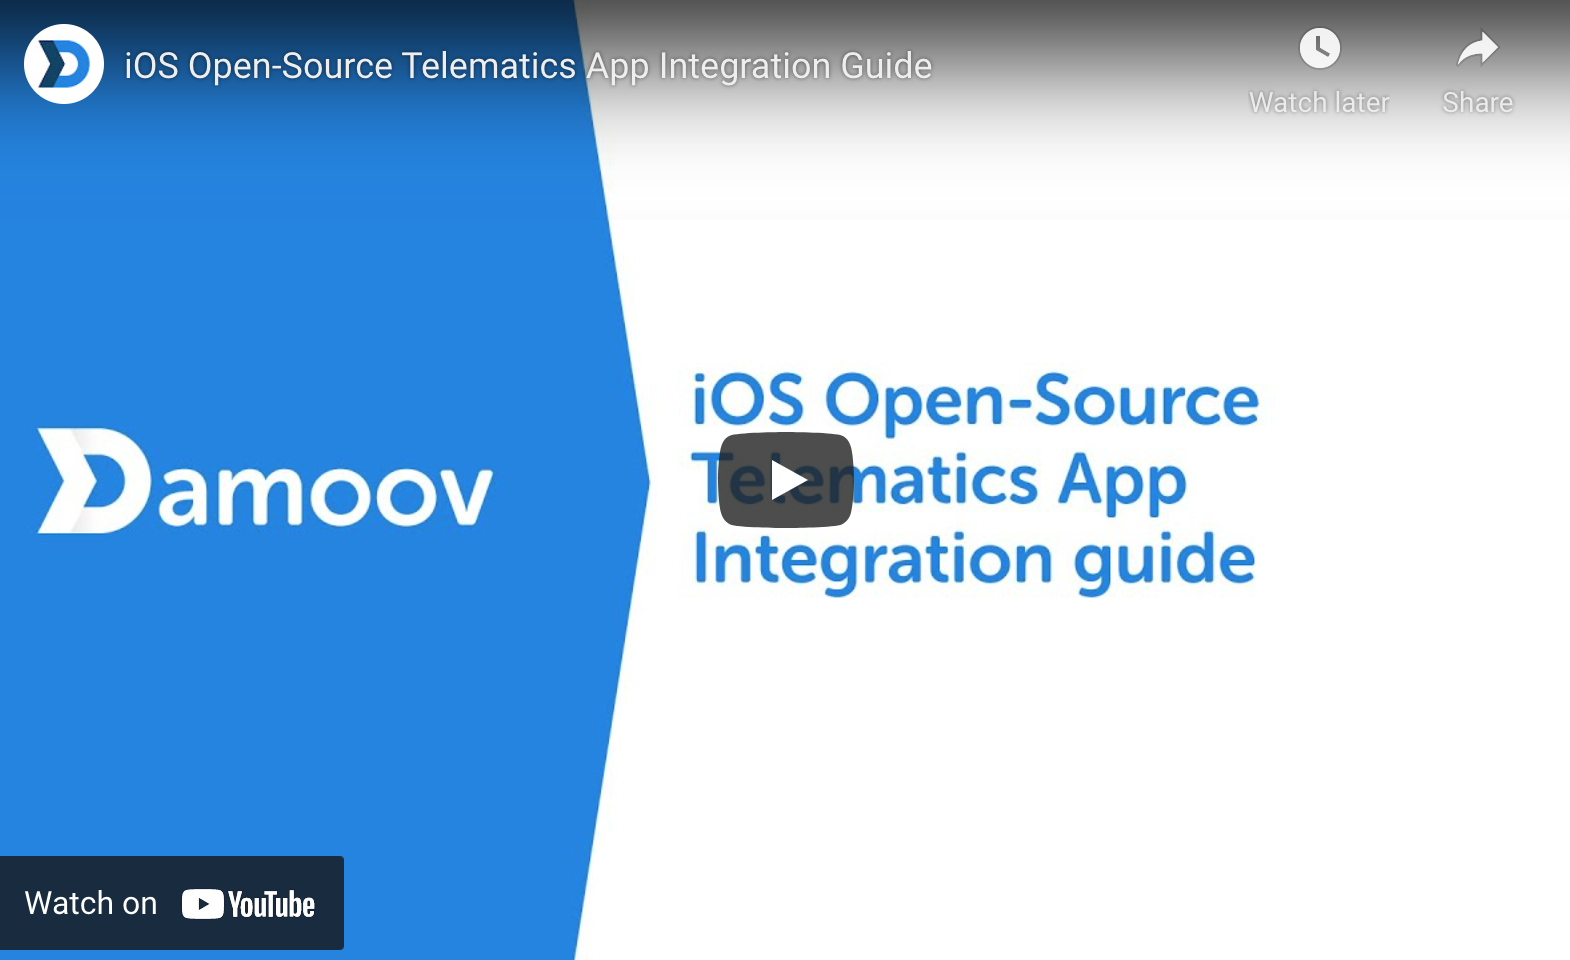 iOS Open-Source Telematics App Integration Guide
Watch later
Share
Damoov
iOS Open-Source
Telematics App
Integration guide
Watch on YouTube